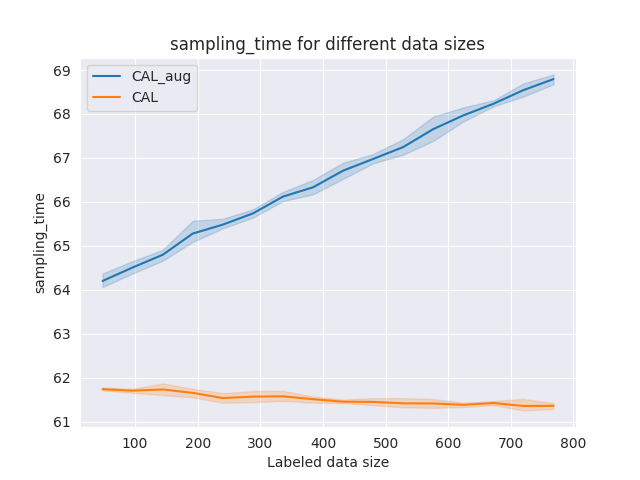 sampling_time for different data sizes
CAL_aug
CAL
sampling_time
69
68
67
66
65
64
63
62
61
100 200 300 400 500 600 700 800
Labeled data size